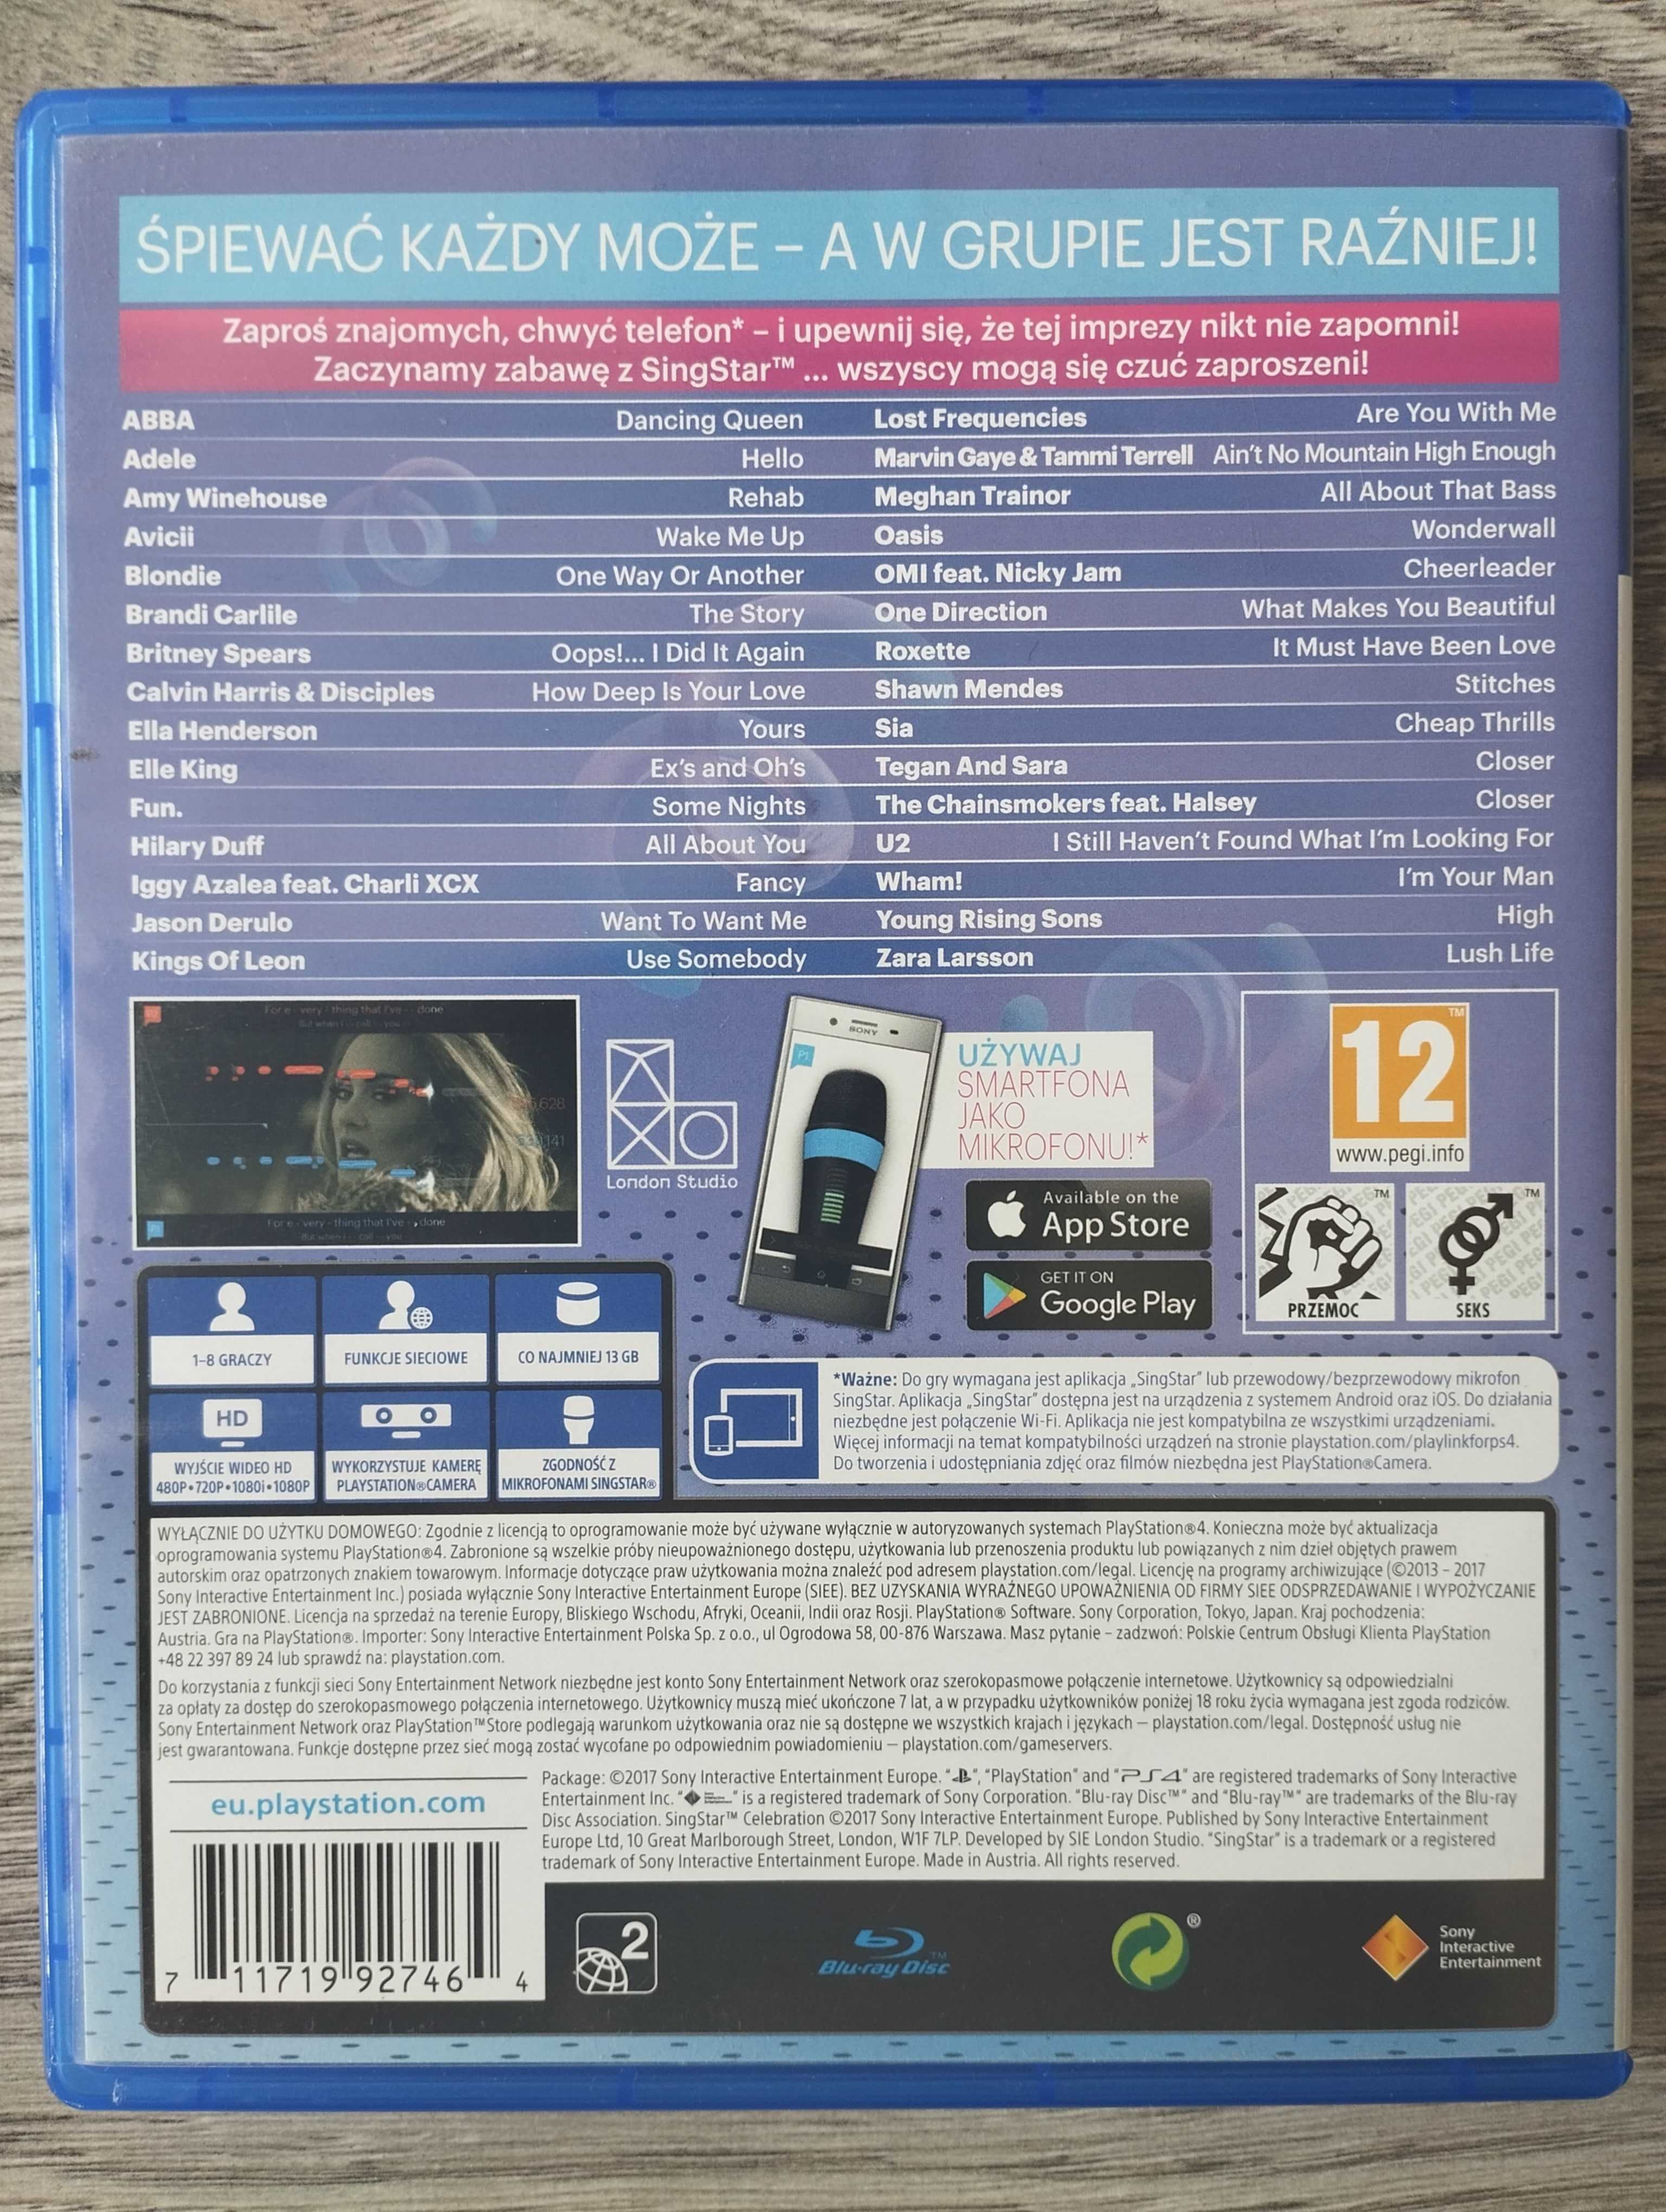 ŚPIEWAĆ KAŻDY MOŻE – A W GRUPIE JEST RAŹNIEJ!
Zaproś znajomych, chwyć telefon* – i upewnij się, że tej imprezy nikt nie zapomni!
Zaczynamy zabawę z SingStar™ ... wszyscy mogą się czuć zaproszeni!
ABBA Dancing Queen
Adele Hello
Amy Winehouse Rehab
Avicii Wake Me Up
Blondie One Way Or Another
Brandi Carlile The Story
Britney Spears Oops!... I Did It Again
Calvin Harris & Disciples How Deep Is Your Love
Ella Henderson Yours
Elle King Ex's and Oh's
Fun. Some Nights
Hilary Duff All About You
Iggy Azalea feat. Charli XCX Fancy
Jason Derulo Want To Want Me
Kings Of Leon Use Somebody
Lost Frequencies Are You With Me
Marvin Gaye & Tammi Terrell Ain't No Mountain High Enough
Meghan Trainor All About That Bass
Oasis Wonderwall
OMI feat. Nicky Jam Cheerleader
One Direction What Makes You Beautiful
Roxette It Must Have Been Love
Shawn Mendes Stitches
Sia Cheap Thrills
Tegan And Sara Closer
The Chainsmokers feat. Halsey Closer
U2 I Still Haven't Found What I'm Looking For
Wham! I'm Your Man
Young Rising Sons High
Zara Larsson Lush Life
For e - very - thing that I've - done
But when I - call - you
For e - very - thing that I've - , done
London Studio
SONY
P1
UŻYWAJ
SMARTFONA
JAKO
MIKROFONU!*
Available on the
App Store
GET IT ON
Google Play
12™
www.pegi.info
PRZEMOC
SEKS
1–8 GRACZY
FUNKCJE SIECIOWE
CO NAJMNIEJ 13 GB
HD
WYJŚCIE WIDEO HD
480P•720P•1080i•1080P
WYKORZYSTUJE KAMERĘ
PLAYSTATION®CAMERA
ZGODNOŚĆ Z
MIKROFONAMI SINGSTAR®
*Ważne: Do gry wymagana jest aplikacja „SingStar” lub przewodowy/bezprzewodowy mikrofon
SingStar. Aplikacja „SingStar” dostępna jest na urządzenia z systemem Android oraz iOS. Do działania
niezbędne jest połączenie Wi-Fi. Aplikacja nie jest kompatybilna ze wszystkimi urządzeniami.
Więcej informacji na temat kompatybilności urządzeń na stronie playstation.com/playlinkforps4.
Do tworzenia i udostępniania zdjęć oraz filmów niezbędna jest PlayStation®Camera.
WYŁĄCZNIE DO UŻYTKU DOMOWEGO: Zgodnie z licencją to oprogramowanie może być używane wyłącznie w autoryzowanych systemach PlayStation®4. Konieczna może być aktualizacja
oprogramowania systemu PlayStation®4. Zabronione są wszelkie próby nieupoważnionego dostępu, użytkowania lub przenoszenia produktu lub powiązanych z nim dzieł objętych prawem
autorskim oraz opatrzonych znakiem towarowym. Informacje dotyczące praw użytkowania można znaleźć pod adresem playstation.com/legal. Licencję na programy archiwizujące (©2013 – 2017
Sony Interactive Entertainment Inc.) posiada wyłącznie Sony Interactive Entertainment Europe (SIEE). BEZ UZYSKANIA WYRAŹNEGO UPOWAŻNIENIA OD FIRMY SIEE ODSPRZEDAWANIE I WYPOŻYCZANIE
JEST ZABRONIONE. Licencja na sprzedaż na terenie Europy, Bliskiego Wschodu, Afryki, Oceanii, Indii oraz Rosji. PlayStation® Software. Sony Corporation, Tokyo, Japan. Kraj pochodzenia:
Austria. Gra na PlayStation®. Importer: Sony Interactive Entertainment Polska Sp. z o.o., ul Ogrodowa 58, 00-876 Warszawa. Masz pytanie – zadzwoń: Polskie Centrum Obsługi Klienta PlayStation
+48 22 397 89 24 lub sprawdź na: playstation.com.
Do korzystania z funkcji sieci Sony Entertainment Network niezbędne jest konto Sony Entertainment Network oraz szerokopasmowe połączenie internetowe. Użytkownicy są odpowiedzialni
za opłaty za dostęp do szerokopasmowego połączenia internetowego. Użytkownicy muszą mieć ukończone 7 lat, a w przypadku użytkowników poniżej 18 roku życia wymagana jest zgoda rodziców.
Sony Entertainment Network oraz PlayStation™Store podlegają warunkom użytkowania oraz nie są dostępne we wszystkich krajach i językach — playstation.com/legal. Dostępność usług nie
jest gwarantowana. Funkcje dostępne przez sieć mogą zostać wycofane po odpowiednim powiadomieniu — playstation.com/gameservers.
eu.playstation.com
Package: ©2017 Sony Interactive Entertainment Europe. “ ”, “PlayStation” and “PS4” are registered trademarks of Sony Interactive
Entertainment Inc. “ ” is a registered trademark of Sony Corporation. “Blu-ray Disc™” and “Blu-ray™” are trademarks of the Blu-ray
Disc Association. SingStar™ Celebration ©2017 Sony Interactive Entertainment Europe. Published by Sony Interactive Entertainment
Europe Ltd, 10 Great Marlborough Street, London, W1F 7LP. Developed by SIE London Studio. “SingStar” is a trademark or a registered
trademark of Sony Interactive Entertainment Europe. Made in Austria. All rights reserved.
7 11719 92746 4
2
Blu-ray Disc™
®
Sony
Interactive
Entertainment